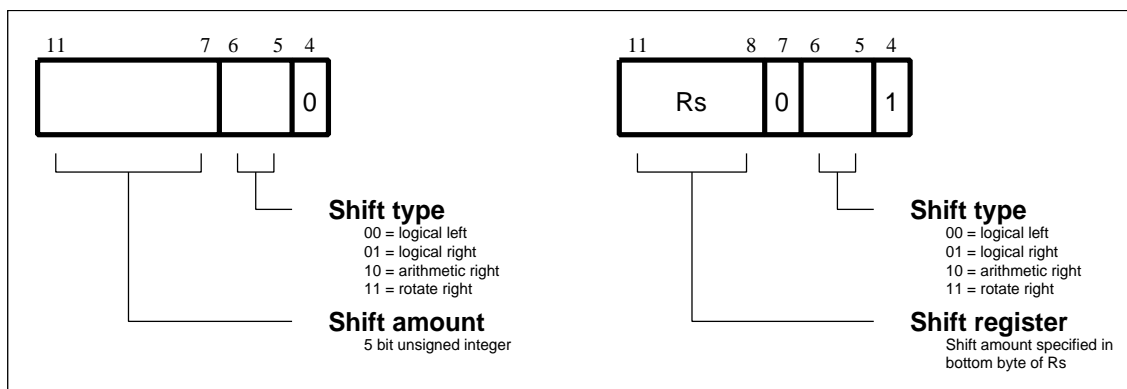 11 7 6 5 4
0
Shift type
00 = logical left
01 = logical right
10 = arithmetic right
11 = rotate right
Shift amount
5 bit unsigned integer
11 8 7 6 5 4
Rs 0 1
Shift type
00 = logical left
01 = logical right
10 = arithmetic right
11 = rotate right
Shift register
Shift amount specified in
bottom byte of Rs